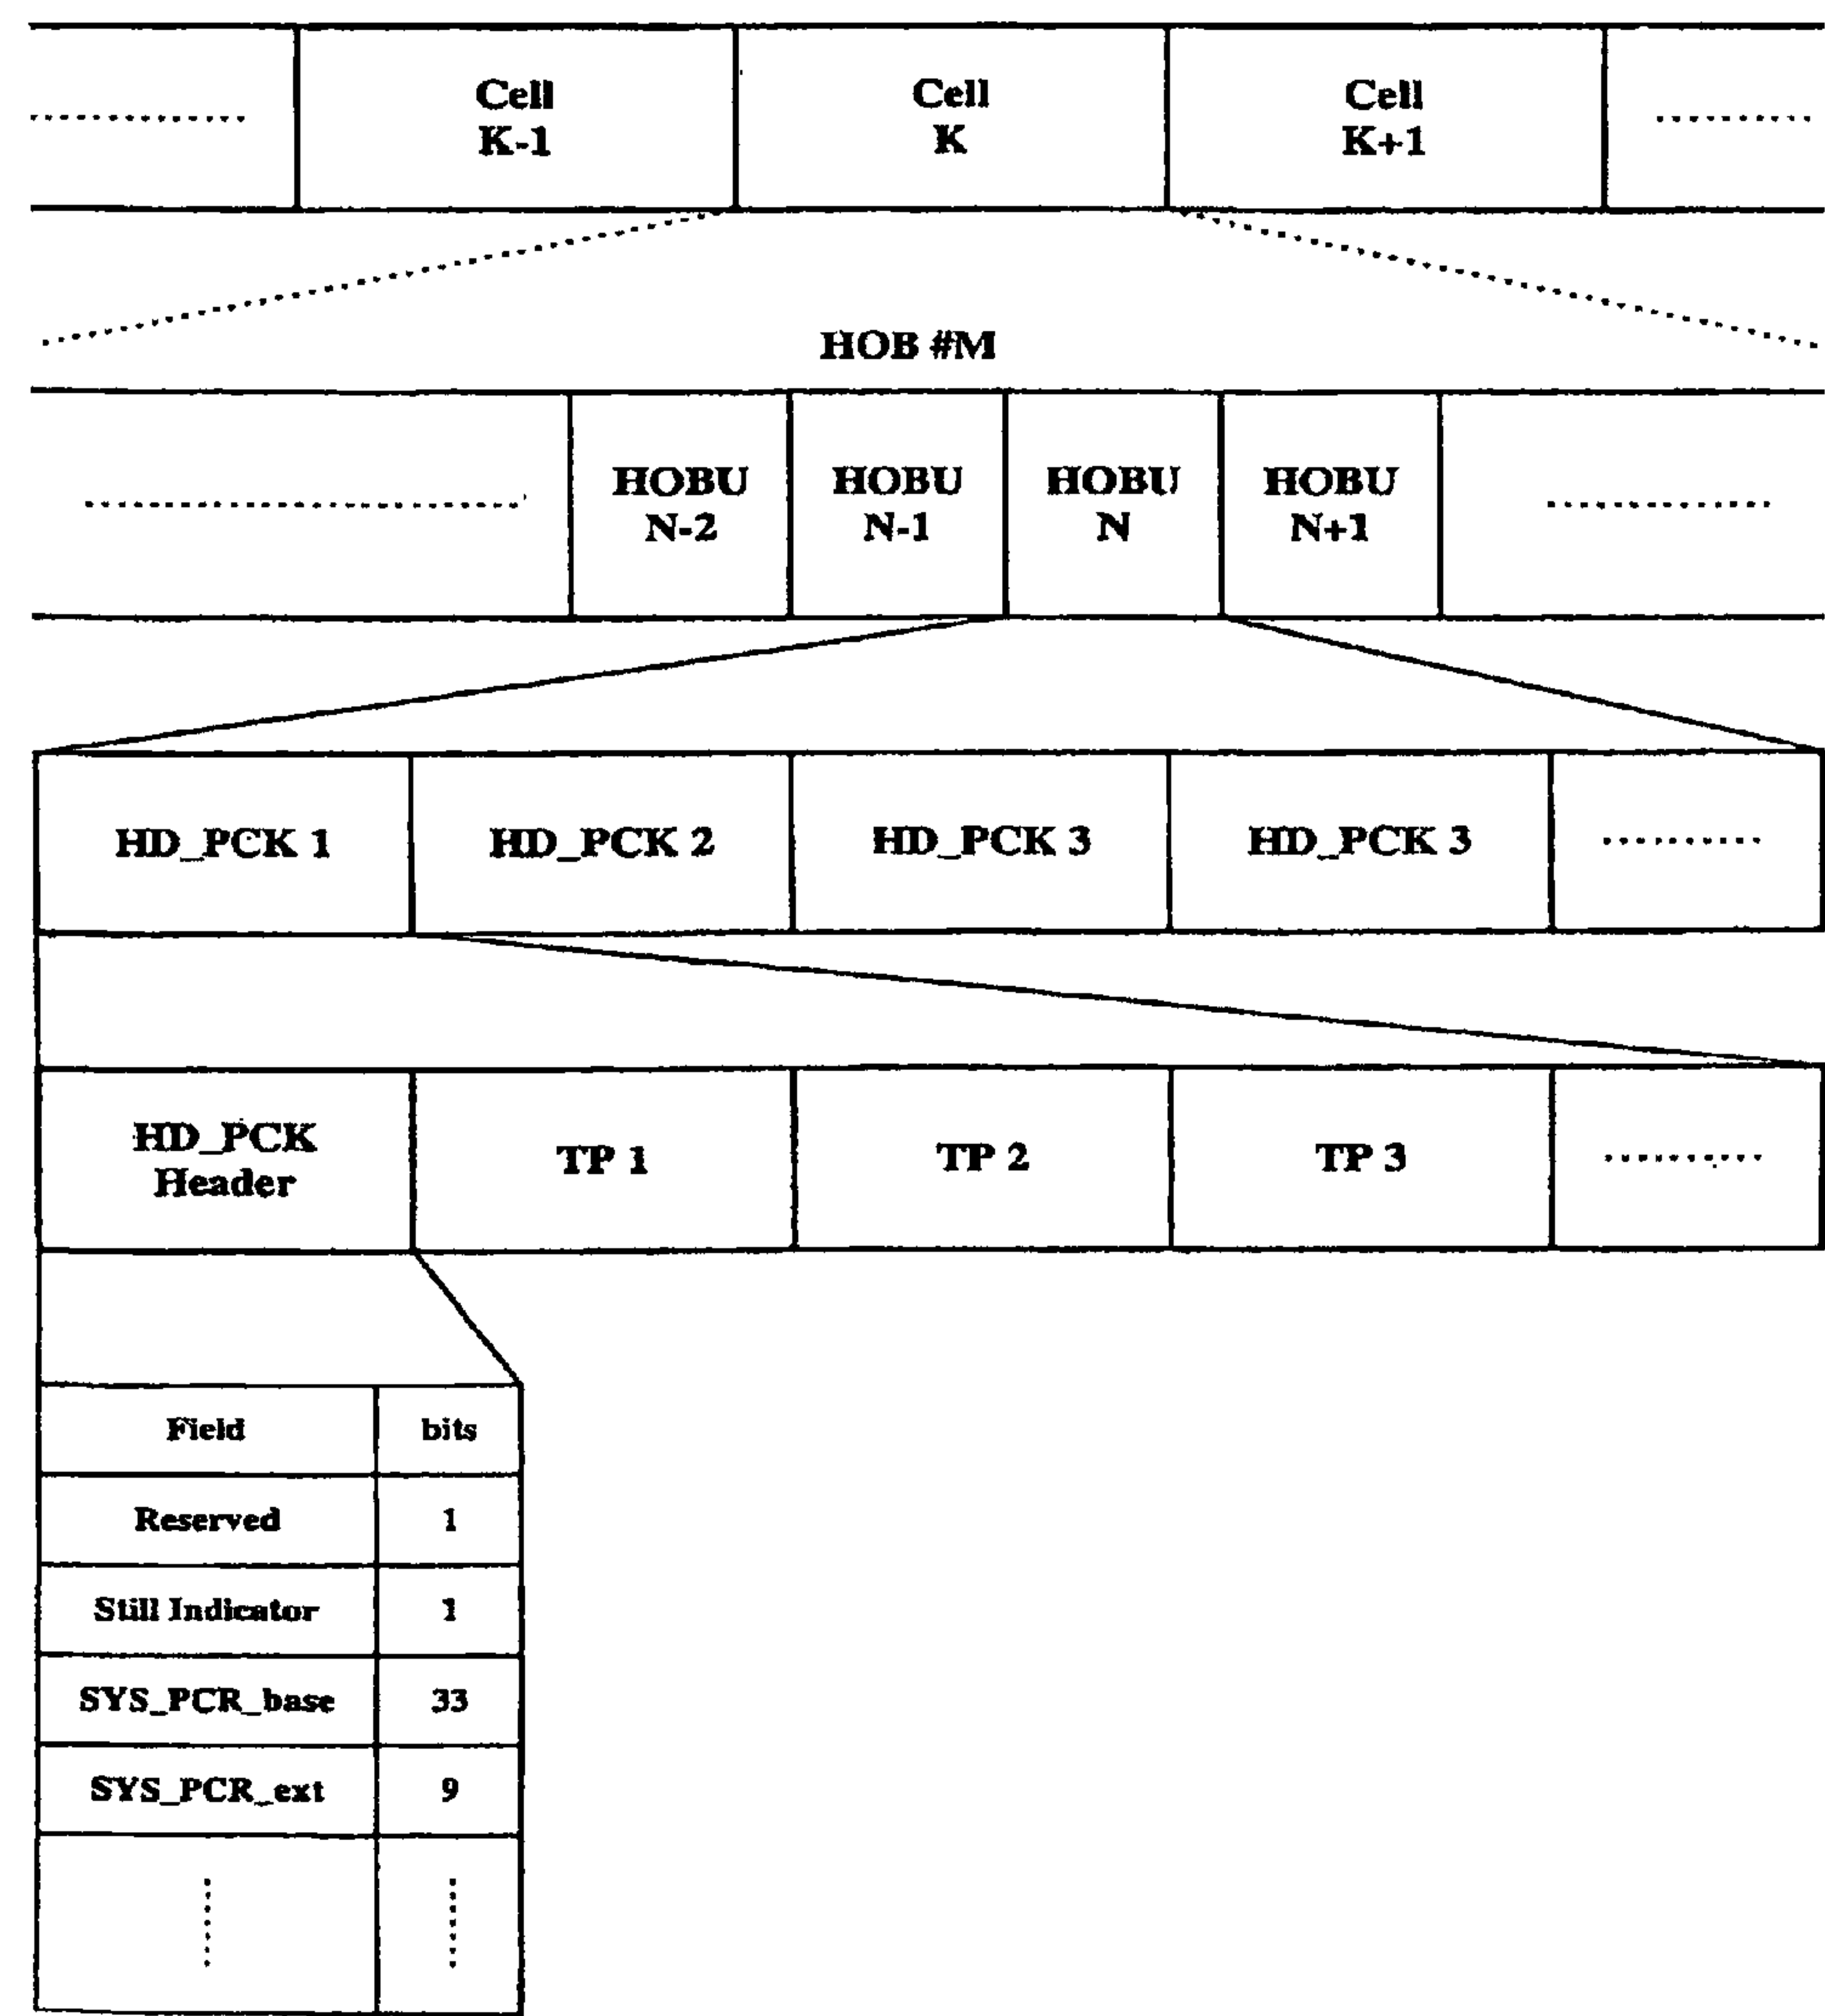 Cell
K-1
Cell
K
Cell
K+1
HOB #M
HOBU
N-2
HOBU
N-1
HOBU
N
HOBU
N+1
HD_PCK 1
HD_PCK 2
HD_PCK 3
HD_PCK 3
HD_PCK
Header
TP 1
TP 2
TP 3
Field bits
Reserved 1
Still Indicator 1
SYS_PCR_base 33
SYS_PCR_ext 9